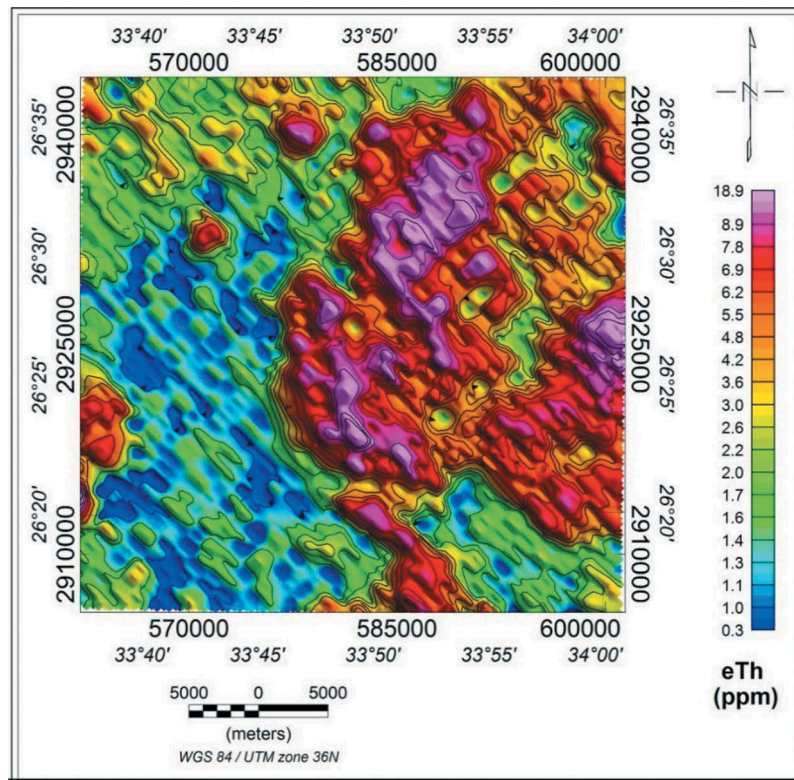 33°40' 33°45' 33°50' 33°55' 34°00'
570000 585000 600000
26°35' 2940000 2940000 26°35'
26°30' 26°30'
2925000 2925000
26°25' 26°25'
26°20' 26°20'
2910000 2910000
570000 585000 600000
33°40' 33°45' 33°50' 33°55' 34°00'
N
18.9
8.9
7.8
6.9
6.2
5.5
4.8
4.2
3.6
3.0
2.6
2.2
2.0
1.7
1.6
1.4
1.3
1.1
1.0
0.3
eTh
(ppm)
5000 0 5000
(meters)
WGS 84 / UTM zone 36N